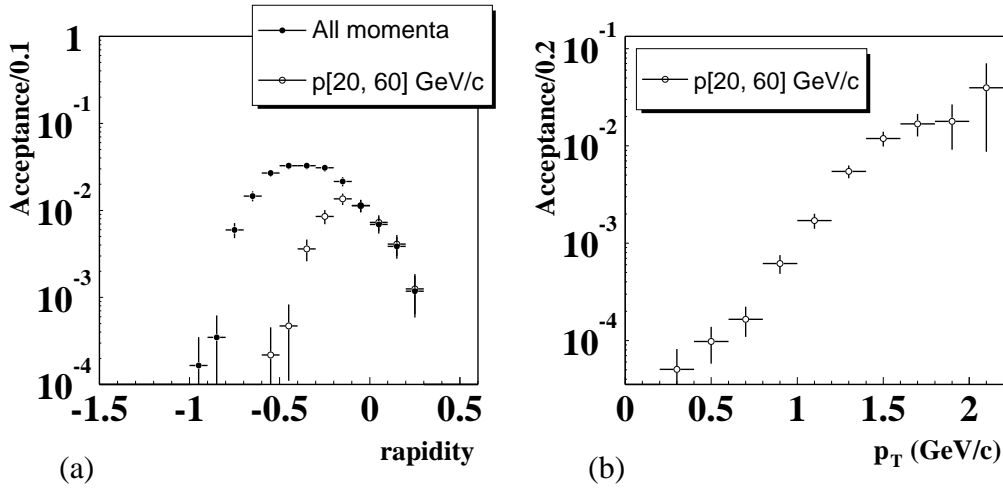 All momenta
p[20, 60] GeV/c
Acceptance/0.1
1
10^-1
10^-2
10^-3
10^-4
-1.5 -1 -0.5 0 0.5
rapidity
(a)
p[20, 60] GeV/c
Acceptance/0.2
10^-1
10^-2
10^-3
10^-4
0 0.5 1 1.5 2
p_T (GeV/c)
(b)